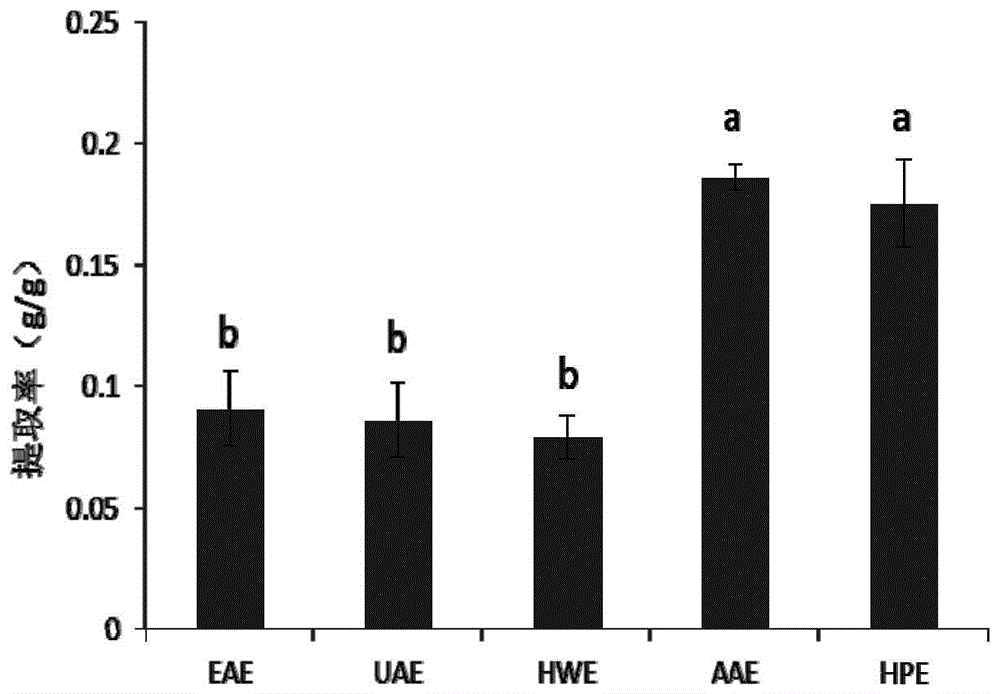 0.25
0.2
0.15
0.1
0.05
0
提取率（g/g）
b
b
b
a
a
EAE
UAE
HWE
AAE
HPE